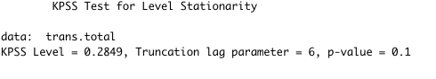 KPSS Test for Level Stationarity
data:  trans.total
KPSS Level = 0.2849, Truncation lag parameter = 6, p-value = 0.1